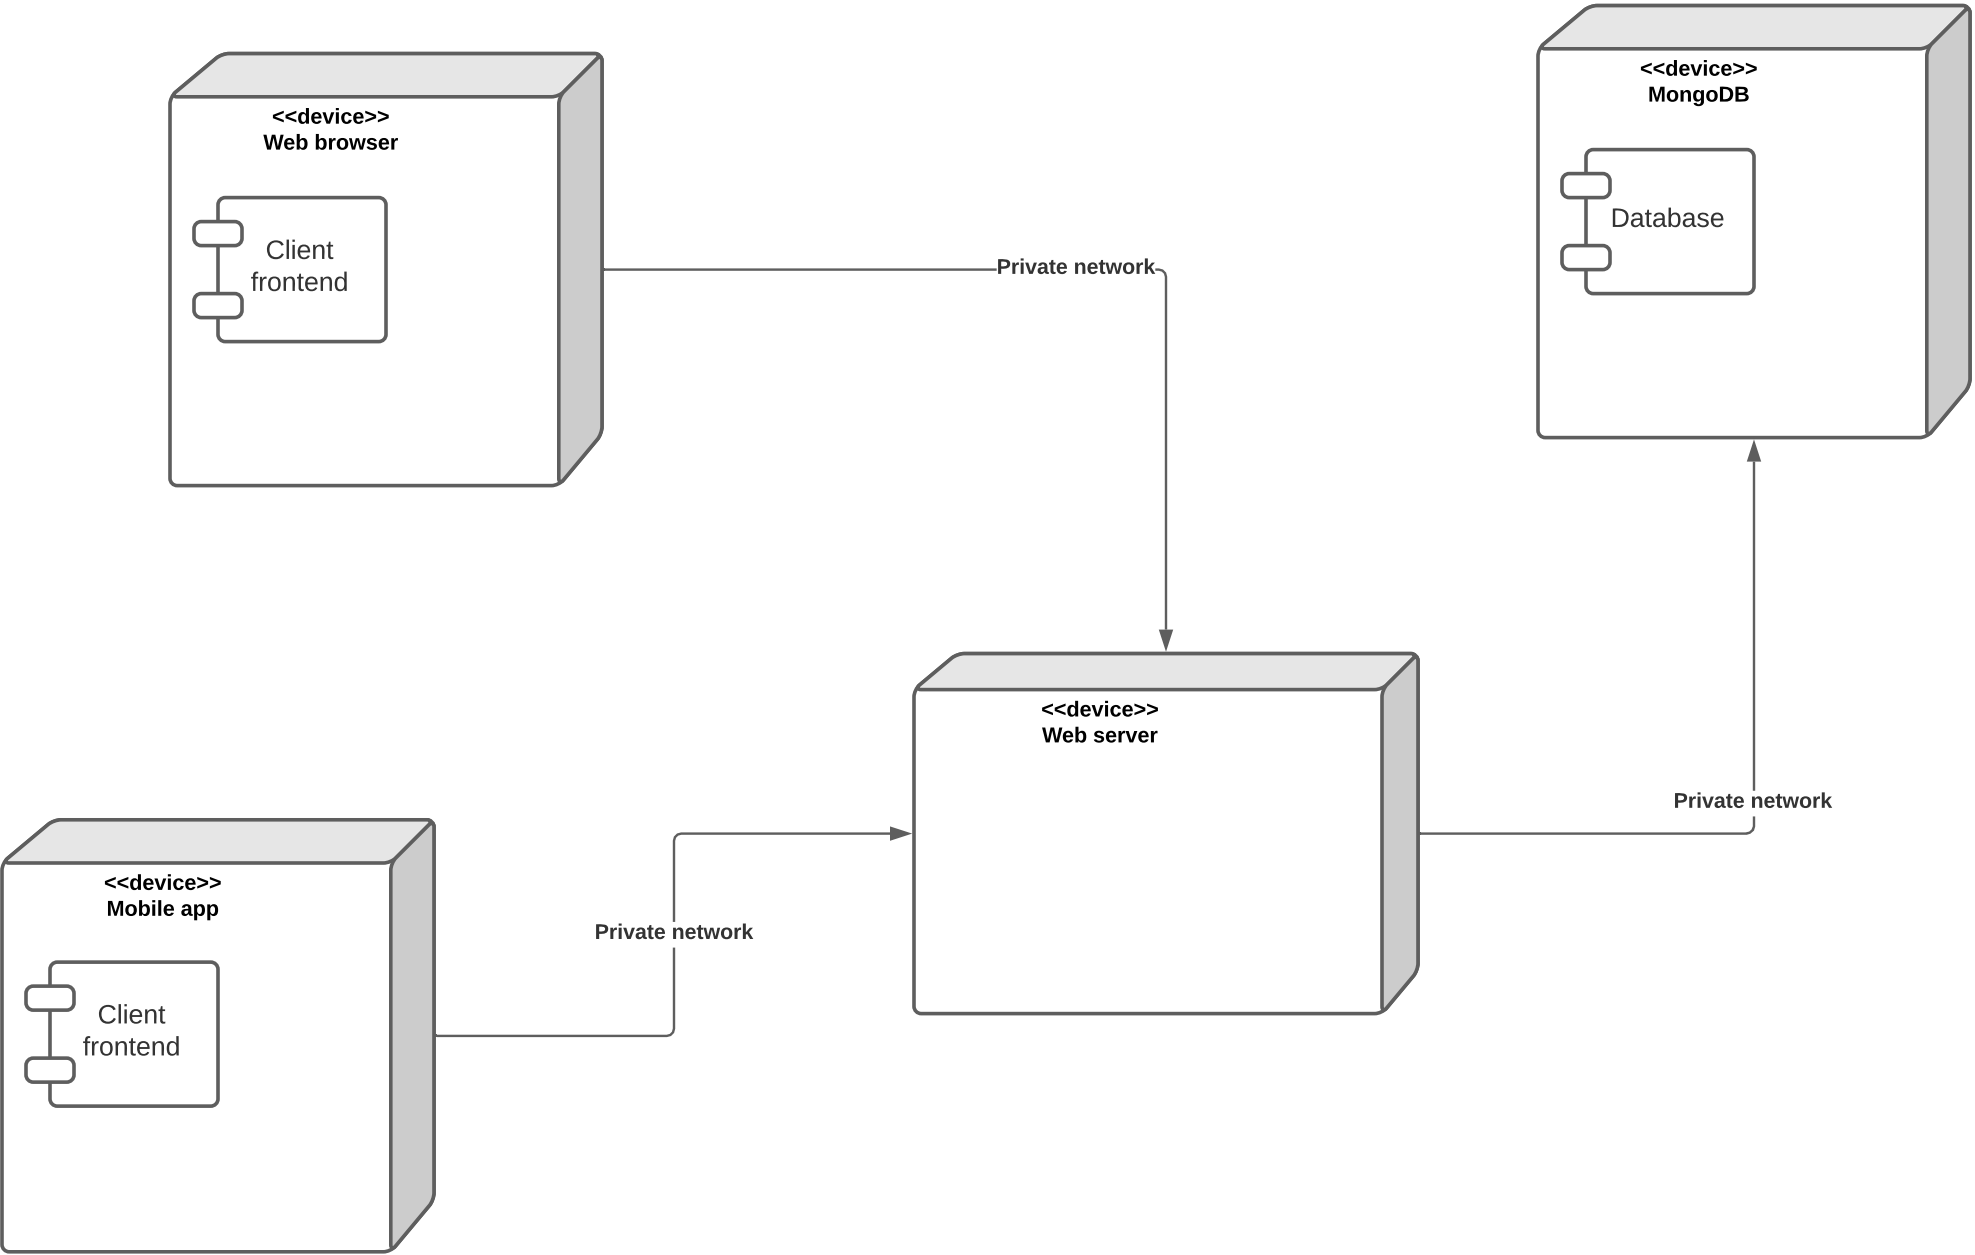 <<device>>
Web browser
Client
frontend
Private network
<<device>>
MongoDB
Database
<<device>>
Web server
Private network
<<device>>
Mobile app
Client
frontend
Private network